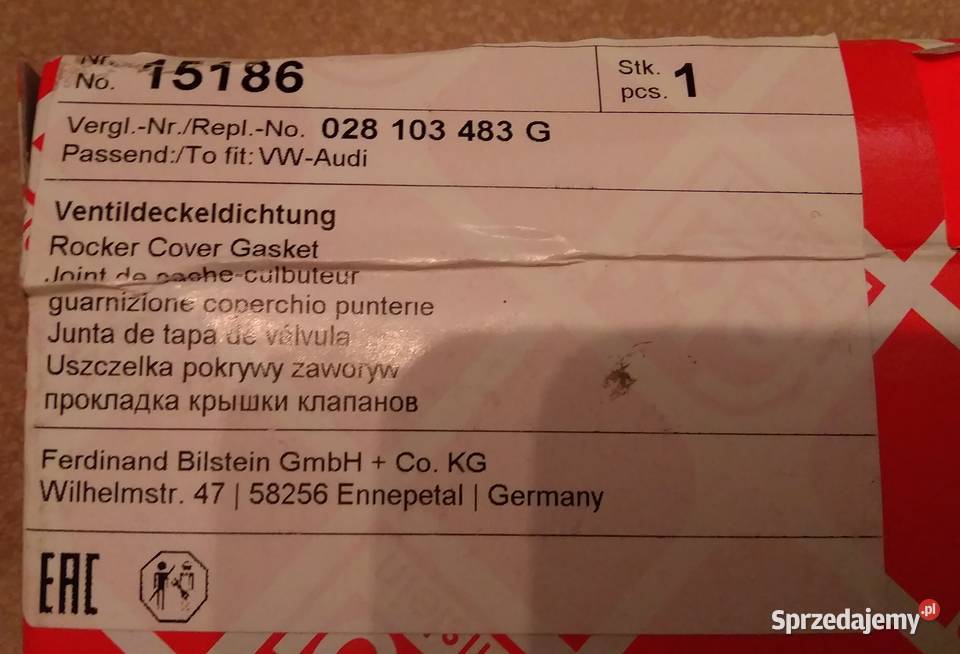 Nr.
No. 15186
Stk.
pcs. 1
Vergl.-Nr./Repl.-No. 028 103 483 G
Passend:/To fit: VW-Audi
Ventildeckeldichtung
Rocker Cover Gasket
Joint de cache-culbuteur
guarnizione coperchio punterie
Junta de tapa de válvula
Uszczelka pokrywy zaworyw
прокладка крышки клапанов
Ferdinand Bilstein GmbH + Co. KG
Wilhelmstr. 47 | 58256 Ennepetal | Germany
EAC
Sprzedajemy.pl